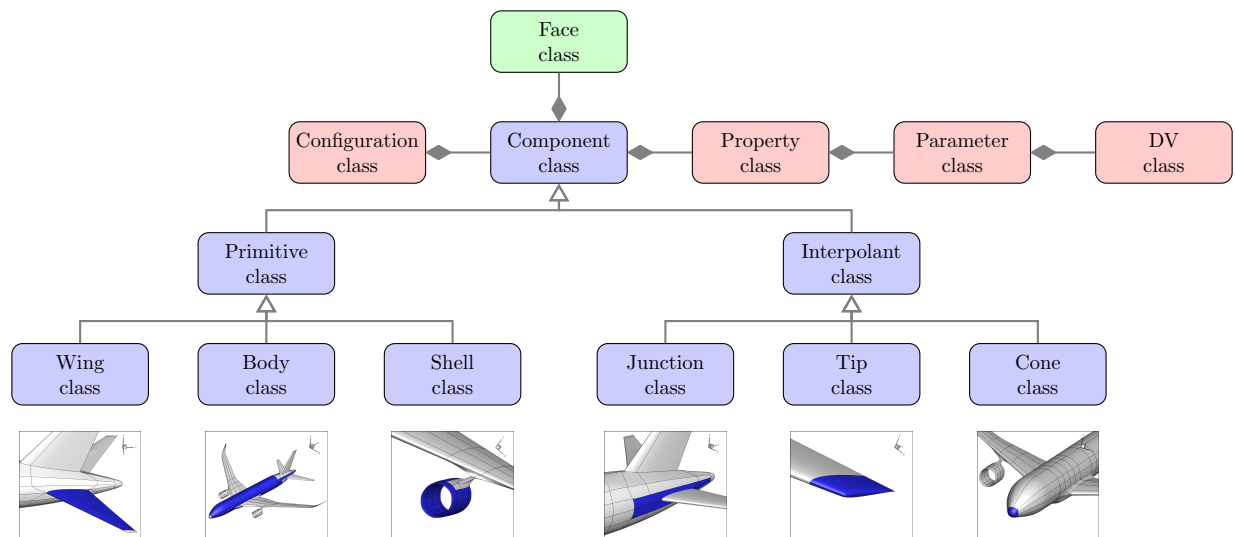 Face
class
Configuration
class
Component
class
Property
class
Parameter
class
DV
class
Primitive
class
Interpolant
class
Wing
class
Body
class
Shell
class
Junction
class
Tip
class
Cone
class